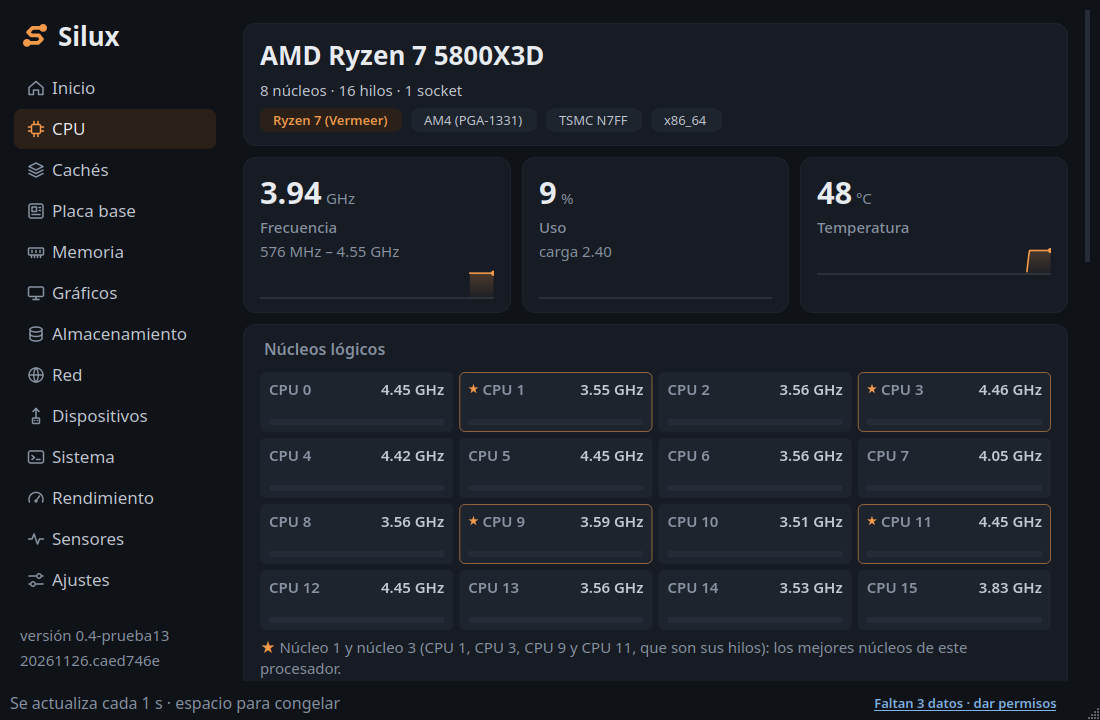 Silux
Inicio
CPU
Cachés
Placa base
Memoria
Gráficos
Almacenamiento
Red
Dispositivos
Sistema
Rendimiento
Sensores
Ajustes
versión 0.4-prueba13
20261126.caed746e
AMD Ryzen 7 5800X3D
8 núcleos · 16 hilos · 1 socket
Ryzen 7 (Vermeer) AM4 (PGA-1331) TSMC N7FF x86_64
3.94 GHz
Frecuencia
576 MHz – 4.55 GHz
9 %
Uso
carga 2.40
48 °C
Temperatura
Núcleos lógicos
CPU 0 4.45 GHz ★ CPU 1 3.55 GHz CPU 2 3.56 GHz ★ CPU 3 4.46 GHz
CPU 4 4.42 GHz CPU 5 4.45 GHz CPU 6 3.56 GHz CPU 7 4.05 GHz
CPU 8 3.56 GHz ★ CPU 9 3.59 GHz CPU 10 3.51 GHz ★ CPU 11 4.45 GHz
CPU 12 4.45 GHz CPU 13 3.56 GHz CPU 14 3.53 GHz CPU 15 3.83 GHz
★ Núcleo 1 y núcleo 3 (CPU 1, CPU 3, CPU 9 y CPU 11, que son sus hilos): los mejores núcleos de este
procesador.
Se actualiza cada 1 s · espacio para congelar
Faltan 3 datos · dar permisos